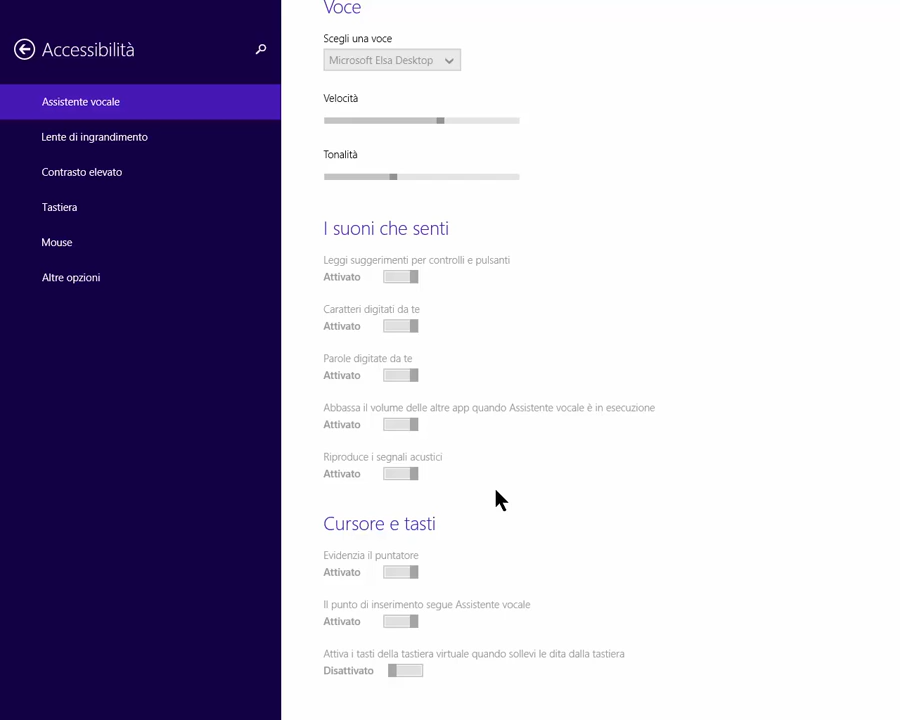 Accessibilità
Assistente vocale
Lente di ingrandimento
Contrasto elevato
Tastiera
Mouse
Altre opzioni
Voce
Scegli una voce
Microsoft Elsa Desktop
Velocità
Tonalità
I suoni che senti
Leggi suggerimenti per controlli e pulsanti
Attivato
Caratteri digitati da te
Attivato
Parole digitate da te
Attivato
Abbassa il volume delle altre app quando Assistente vocale è in esecuzione
Attivato
Riproduce i segnali acustici
Attivato
Cursore e tasti
Evidenzia il puntatore
Attivato
Il punto di inserimento segue Assistente vocale
Attivato
Attiva i tasti della tastiera virtuale quando sollevi le dita dalla tastiera
Disattivato